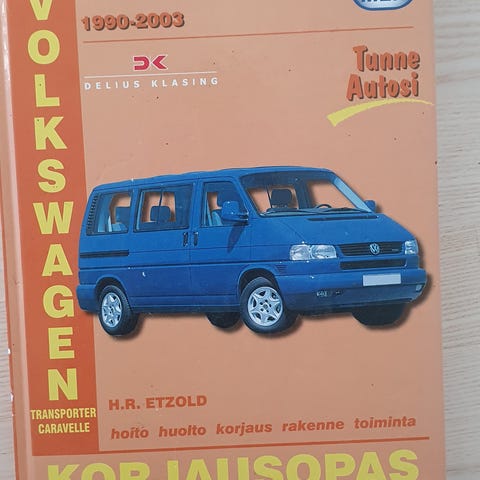 VOLKSWAGEN
TRANSPORTER
CARAVELLE
1990-2003
DELIUS KLASING
Tunne
Autosi
H.R. ETZOLD
hoito huolto korjaus rakenne toiminta
KORJAUSOPAS